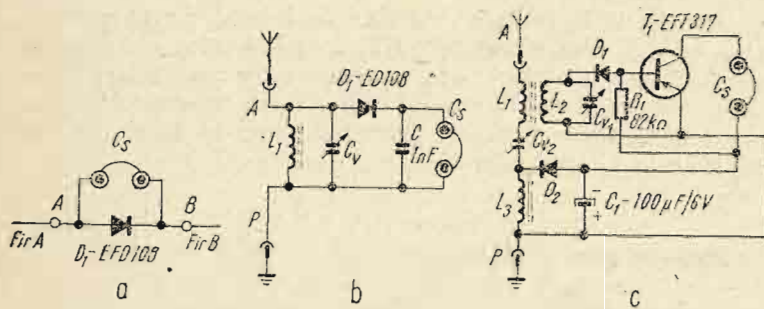 Cs
A
B
Fir A
Fir B
D1-EFD108
a
A
D1-ED108
L1
Cv
C
1nF
Cs
P
b
A
T1-EFT317
D1
L1
L2
Cv1
R1
82kΩ
Cs
Cv2
D2
L3
C1-100μF/6V
−
+
P
c